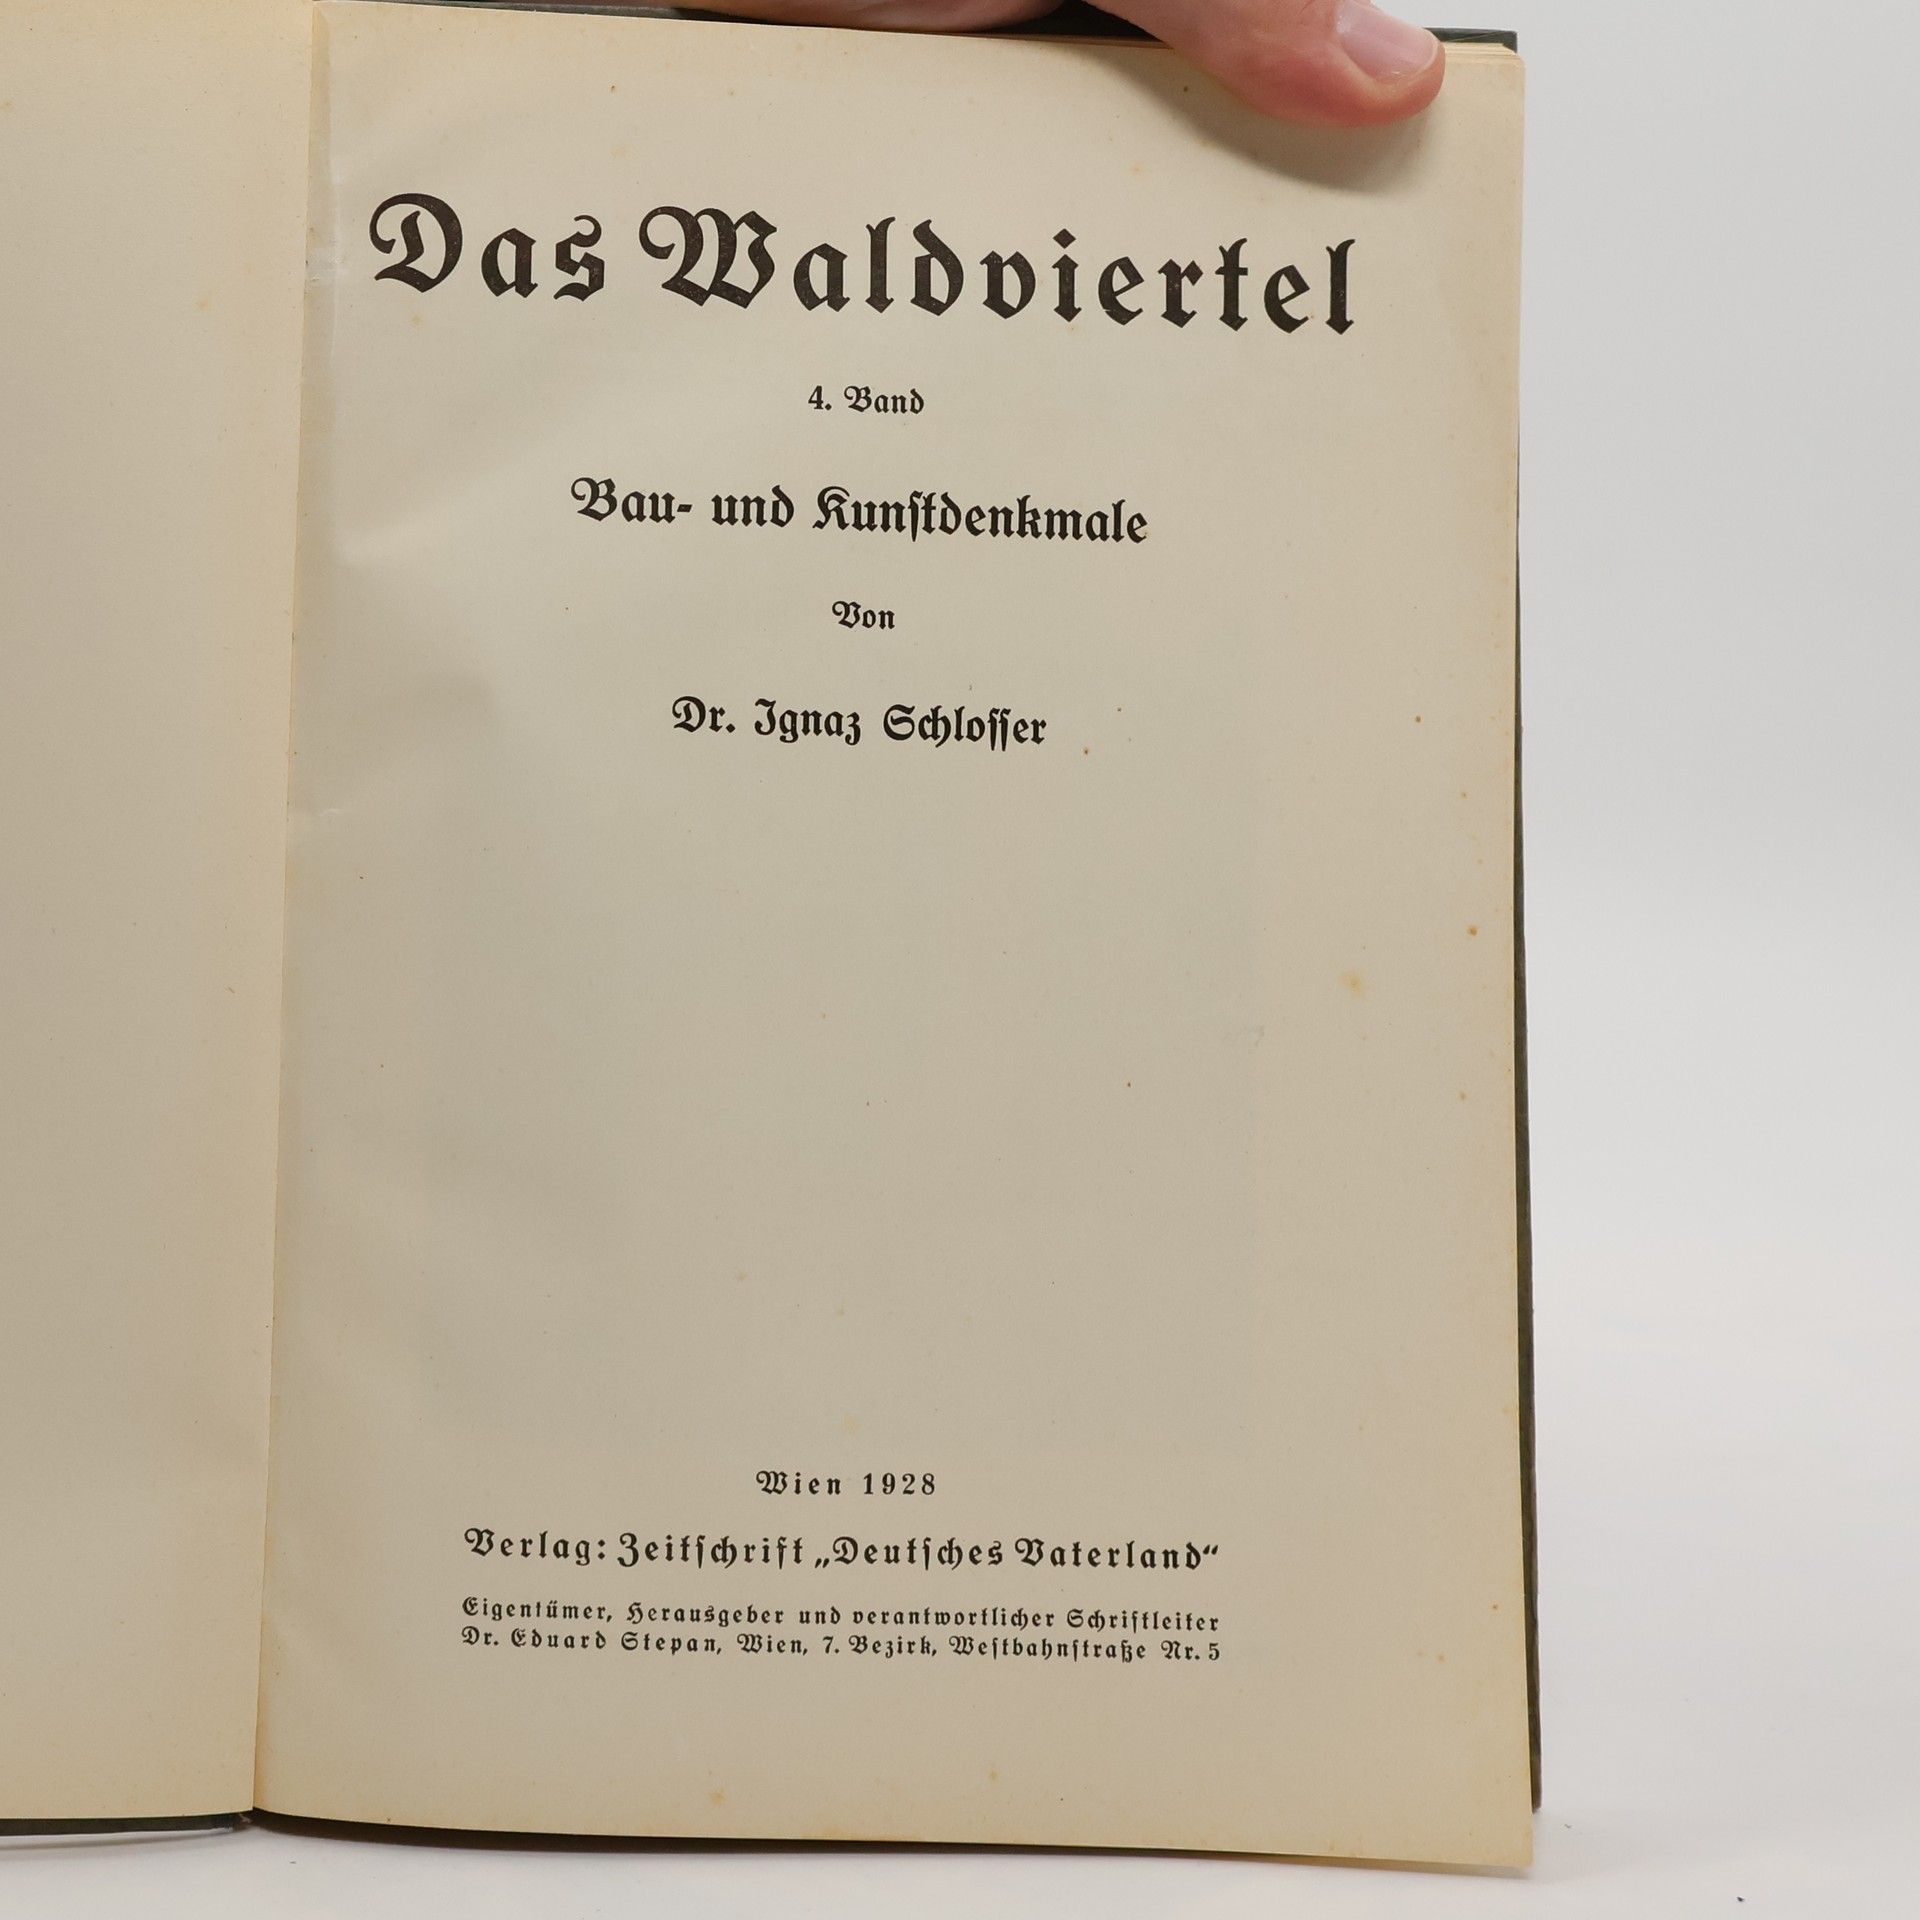 Das Waldviertel
4. Band
Bau- und Kunstdenkmale
Von
Dr. Ignaz Schlosser
Wien 1928
Verlag: Zeitschrift „Deutsches Vaterland“
Eigentümer, Herausgeber und verantwortlicher Schriftleiter
Dr. Eduard Stepan, Wien, 7. Bezirk, Westbahnstraße Nr. 5